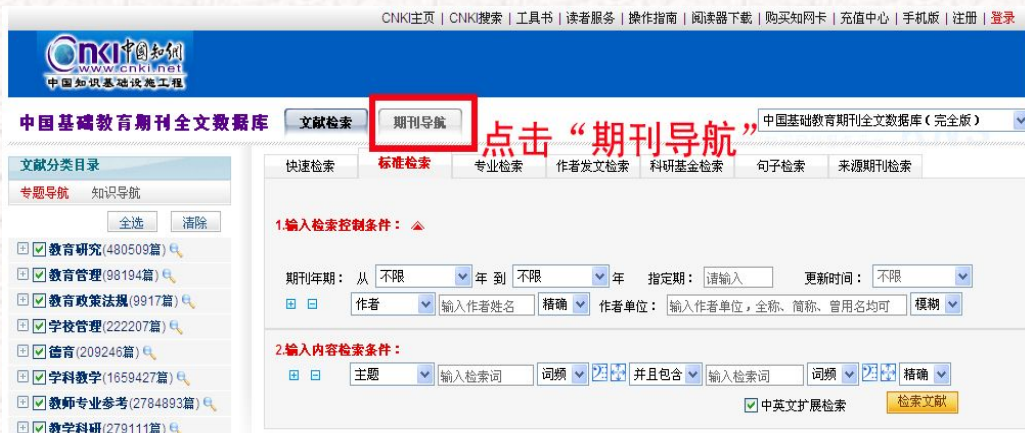 CNKI主页 | CNKI搜索 | 工具书 | 读者服务 | 操作指南 | 阅读器下载 | 购买知网卡 | 充值中心 | 手机版 | 注册 | 登录
Cnki中国知网
www.cnki.net
中国知识基础设施工程
中国基础教育期刊全文数据库 文献检索 期刊导航 点击“期刊导航” 中国基础教育期刊全文数据库(完全版)
文献分类目录
专题导航 知识导航
全选 清除
教育研究(480509篇)
教育管理(98194篇)
教育政策法规(9917篇)
学校管理(222207篇)
德育(209246篇)
学科教学(1659427篇)
教师专业参考(2784893篇)
教学科研(279111篇)
快速检索 标准检索 专业检索 作者发文检索 科研基金检索 句子检索 来源期刊检索
1.输入检索控制条件:
期刊年期: 从 不限 年 到 不限 年 指定期: 请输入 更新时间: 不限
作者 输入作者姓名 精确 作者单位: 输入作者单位,全称、简称、曾用名均可 模糊
2.输入内容检索条件:
主题 输入检索词 词频 并且包含 输入检索词 词频 精确
中英文扩展检索 检索文献